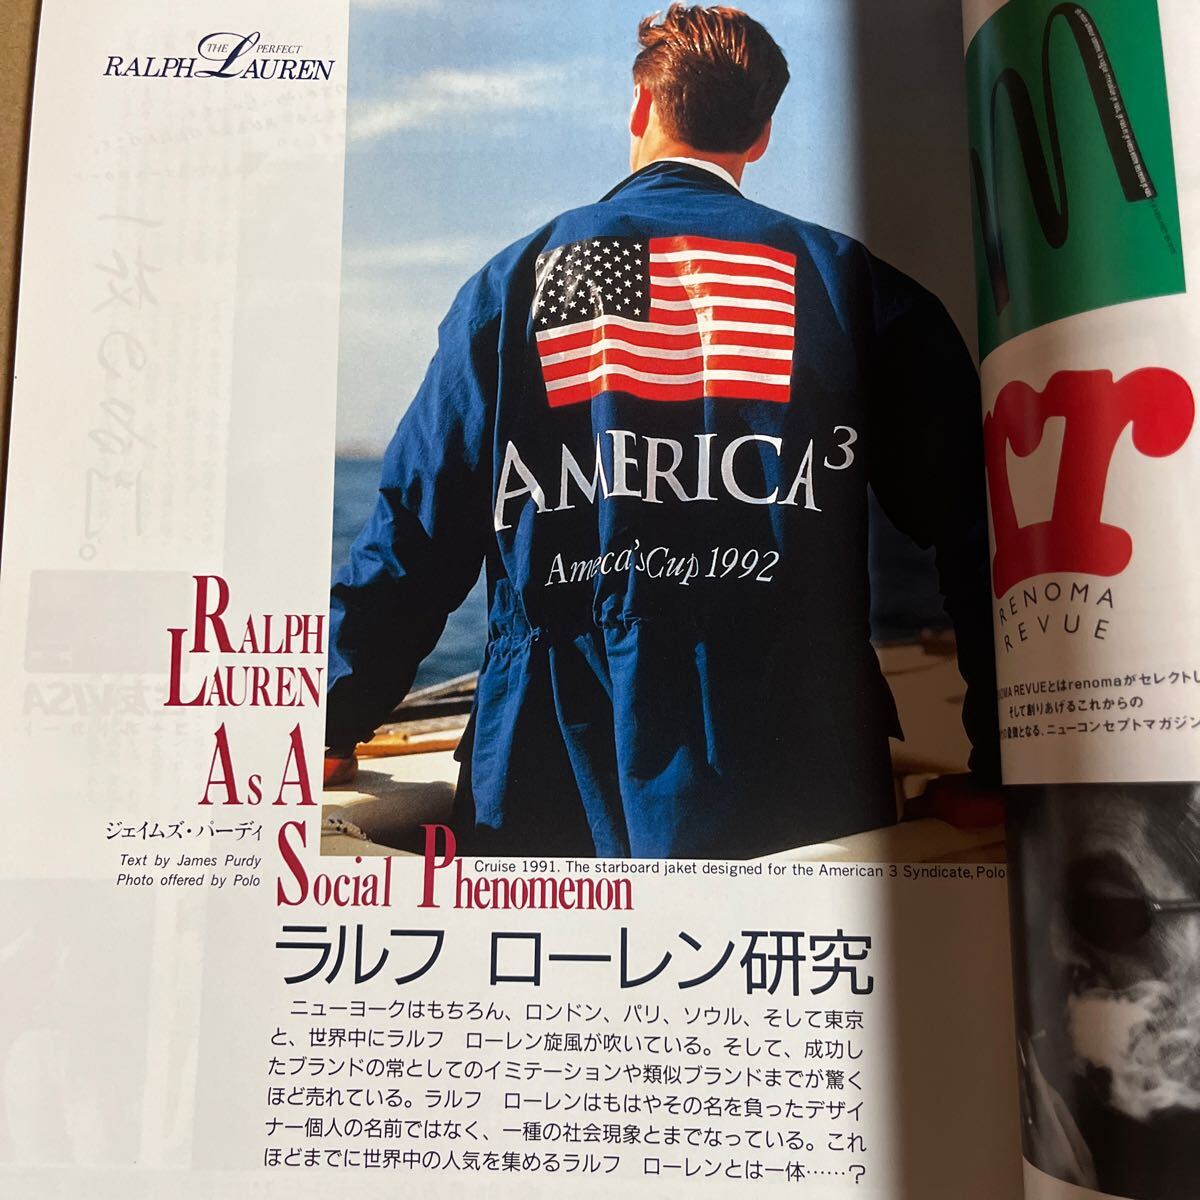 THE PERFECT
RALPH LAUREN
AMERICA³
Ameica'sCup 1992
RALPH
LAUREN
AS A
SOCIAL PHENOMENON
ジェイムズ・パーディ
Text by James Purdy
Photo offered by Polo
Cruise 1991. The starboard jaket designed for the American 3 Syndicate, Polo
ラルフ ローレン研究
ニューヨークはもちろん、ロンドン、パリ、ソウル、そして東京
と、世界中にラルフ ローレン旋風が吹いている。そして、成功し
たブランドの常としてのイミテーションや類似ブランドまでが驚く
ほど売れている。ラルフ ローレンはもはやその名を負ったデザイ
ナー個人の名前ではなく、一種の社会現象とまでなっている。これ
ほどまでに世界中の人気を集めるラルフ ローレンとは一体……?
m
rr
RENOMA
REVUE
OMA REVUEとはrenomaがセレクトし
そして創りあげるこれからの
となる、ニューコンセプトマガジン
VISA